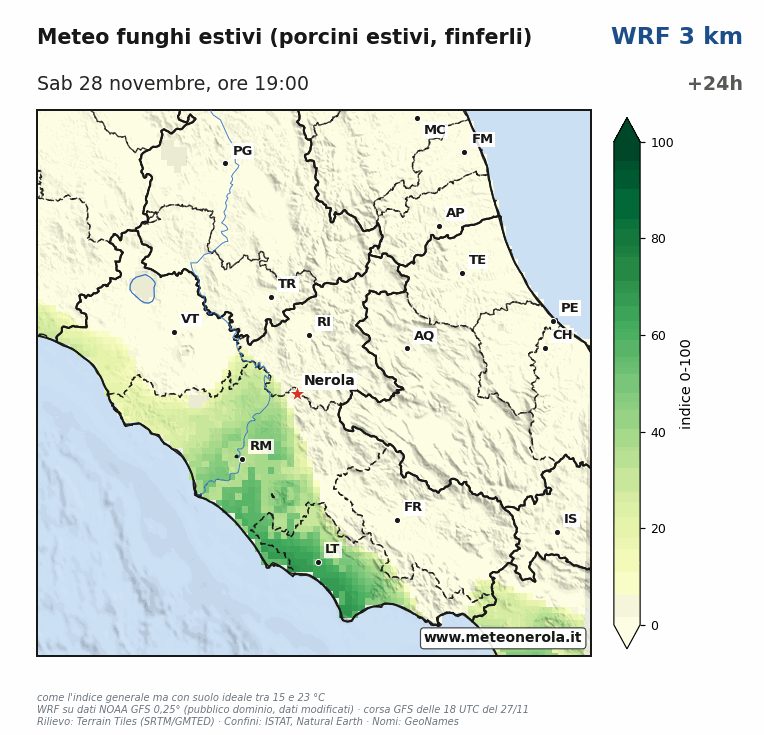 Meteo funghi estivi (porcini estivi, finferli)
WRF 3 km
Sab 28 novembre, ore 19:00
+24h
MC
FM
PG
AP
TE
TR
PE
VT
RI
AQ
CH
Nerola
RM
FR
IS
LT
www.meteonerola.it
100
80
60
40
20
0
indice 0-100
come l'indice generale ma con suolo ideale tra 15 e 23 °C
WRF su dati NOAA GFS 0,25° (pubblico dominio, dati modificati) · corsa GFS delle 18 UTC del 27/11
Rilievo: Terrain Tiles (SRTM/GMTED) · Confini: ISTAT, Natural Earth · Nomi: GeoNames